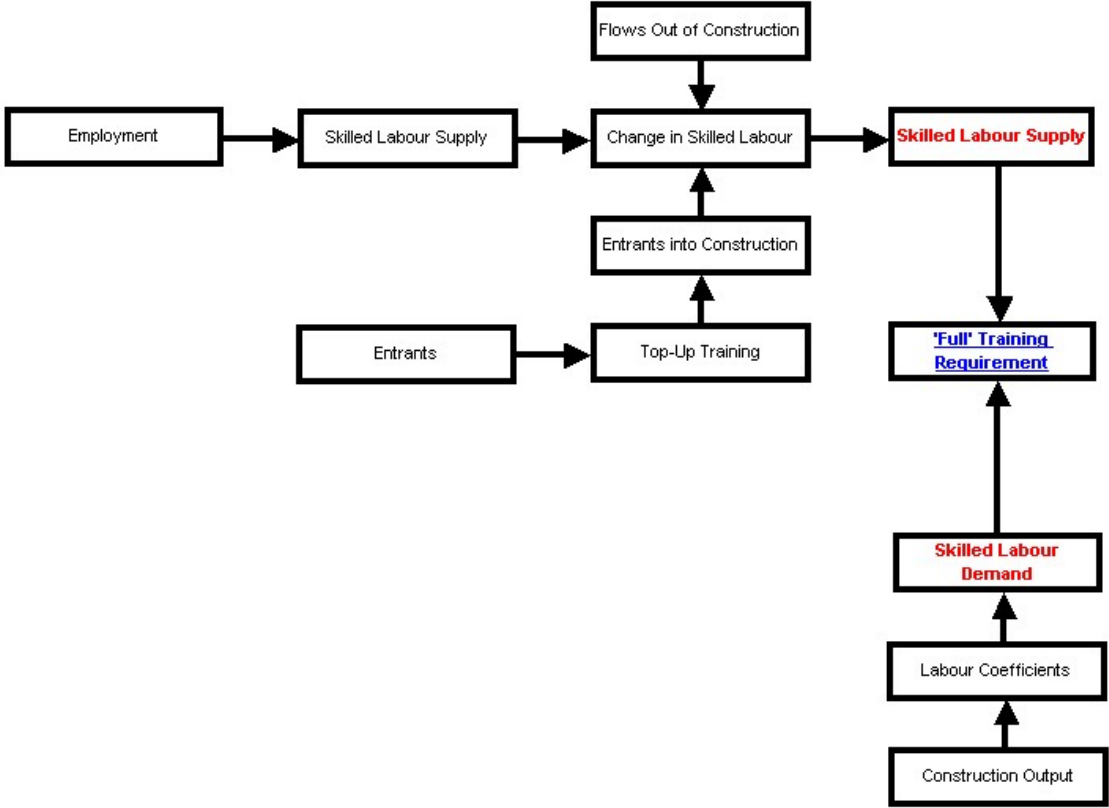 Flows Out of Construction
Employment
Skilled Labour Supply
Change in Skilled Labour
Skilled Labour Supply
Entrants into Construction
Entrants
Top-Up Training
'Full' Training
Requirement
Skilled Labour
Demand
Labour Coefficients
Construction Output